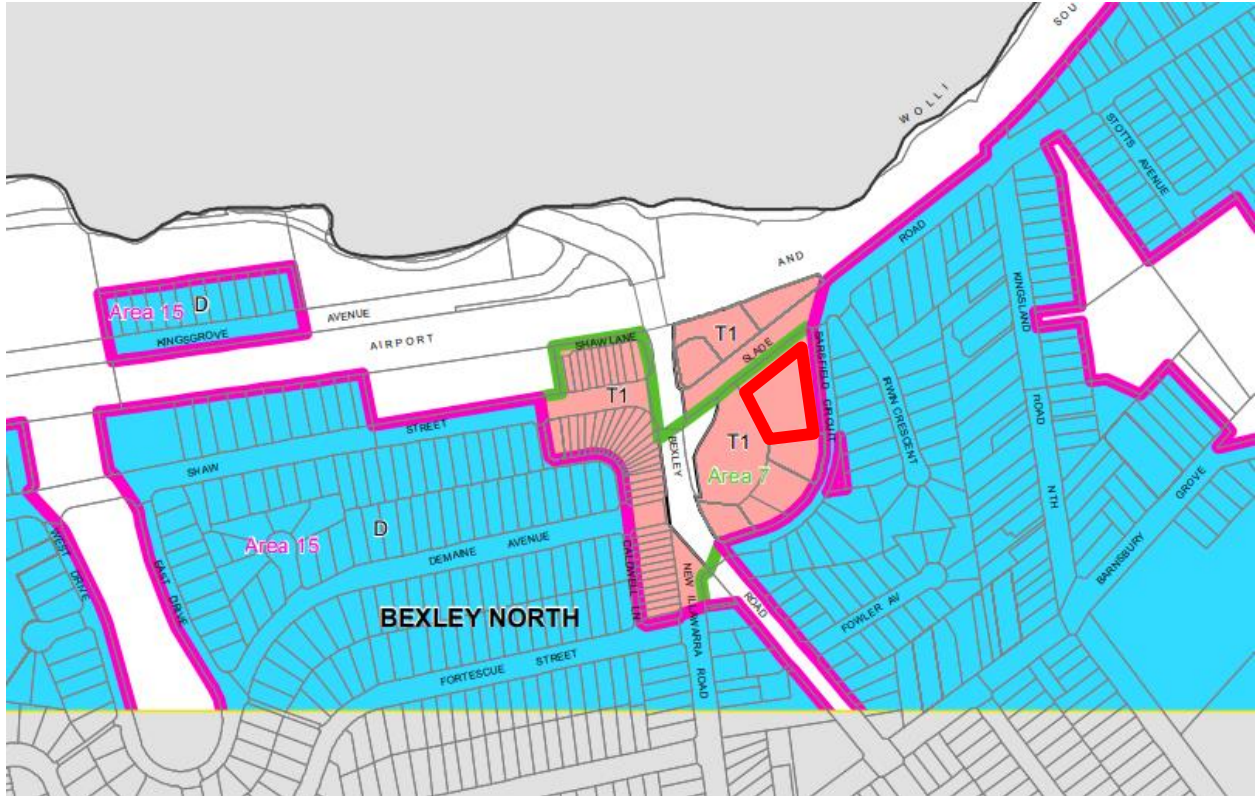 SOU
WOLLI
STOTTS AVENUE
AND
ROAD
KINGSLAND
Area 15
D
KINGSGROVE
AVENUE
AIRPORT
SHAW LANE
T1
SLADE
T1
IRWIN CRESCENT
T1
BEXLEY
Area 7
ROAD
STREET
SHAW
NTH
GROVE
BARNSBURY
D
Area 15
DEMAINE
AVENUE
WEST DRIVE
EAST DRIVE
CALDWELL LN
NEW ILLAWARRA ROAD
ROAD
FOWLER AV
BEXLEY NORTH
FORTESCUE
STREET